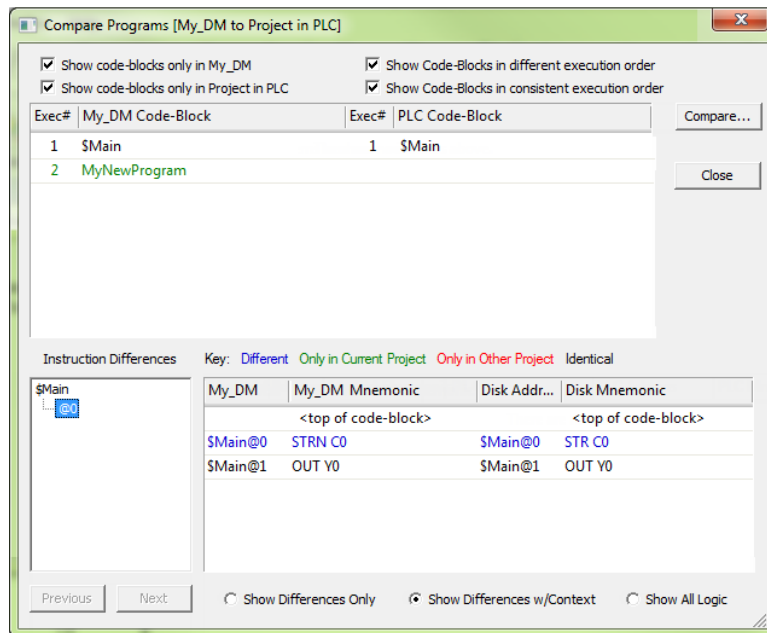 Compare Programs [My_DM to Project in PLC]
Show code-blocks only in My_DM Show Code-Blocks in different execution order
Show code-blocks only in Project in PLC Show Code-Blocks in consistent execution order
Exec# My_DM Code-Block Exec# PLC Code-Block Compare...
1 $Main 1 $Main
2 MyNewProgram
Close
Instruction Differences Key: Different Only in Current Project Only in Other Project Identical
$Main My_DM My_DM Mnemonic Disk Addr... Disk Mnemonic
@0 <top of code-block> <top of code-block>
$Main@0 STRN C0 $Main@0 STR C0
$Main@1 OUT Y0 $Main@1 OUT Y0
Previous Next Show Differences Only Show Differences w/Context Show All Logic